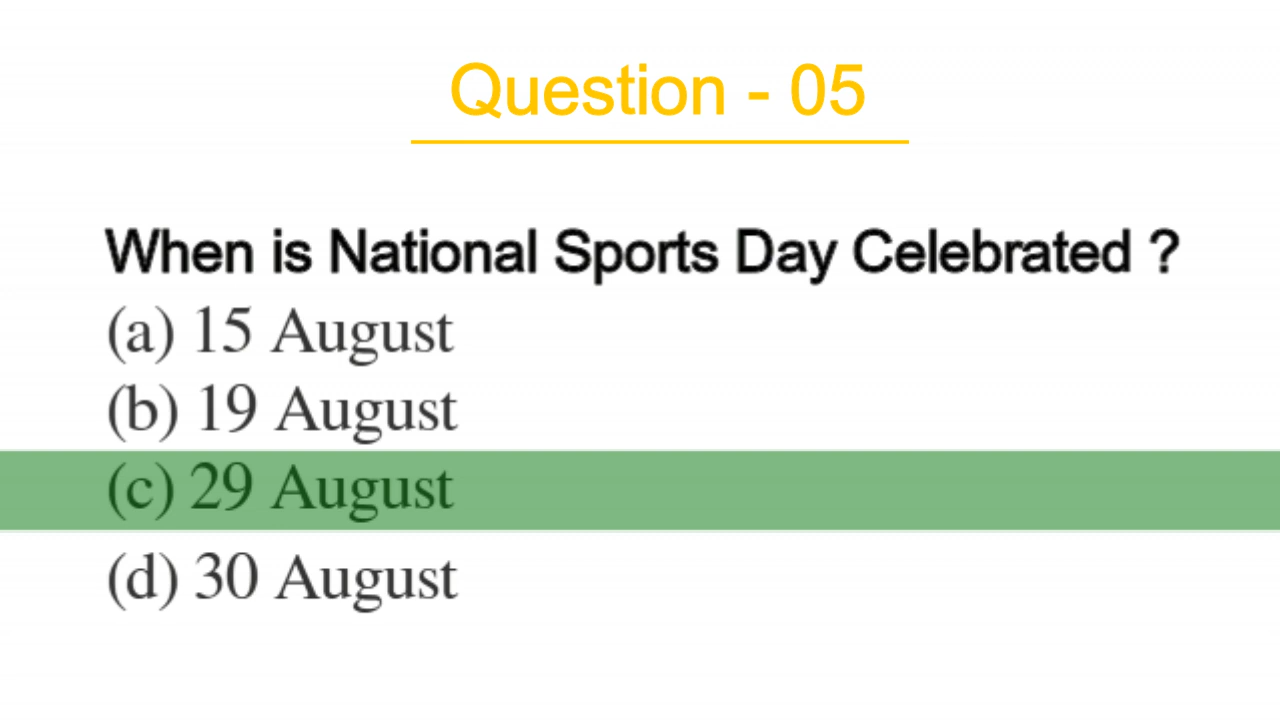 Question - 05
When is National Sports Day Celebrated ?
(a) 15 August
(b) 19 August
(c) 29 August
(d) 30 August